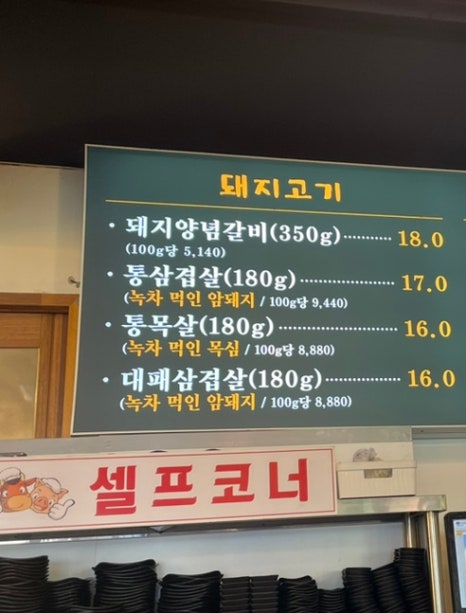 돼지고기
· 돼지양념갈비(350g)··········· 18.0
(100g당 5,140)
· 통삼겹살(180g)······················ 17.0
(녹차 먹인 암돼지 / 100g당 9,440)
· 통목살(180g)·························· 16.0
(녹차 먹인 목심 / 100g당 8,880)
· 대패삼겹살(180g)················· 16.0
(녹차 먹인 암돼지 / 100g당 8,880)
셀프코너